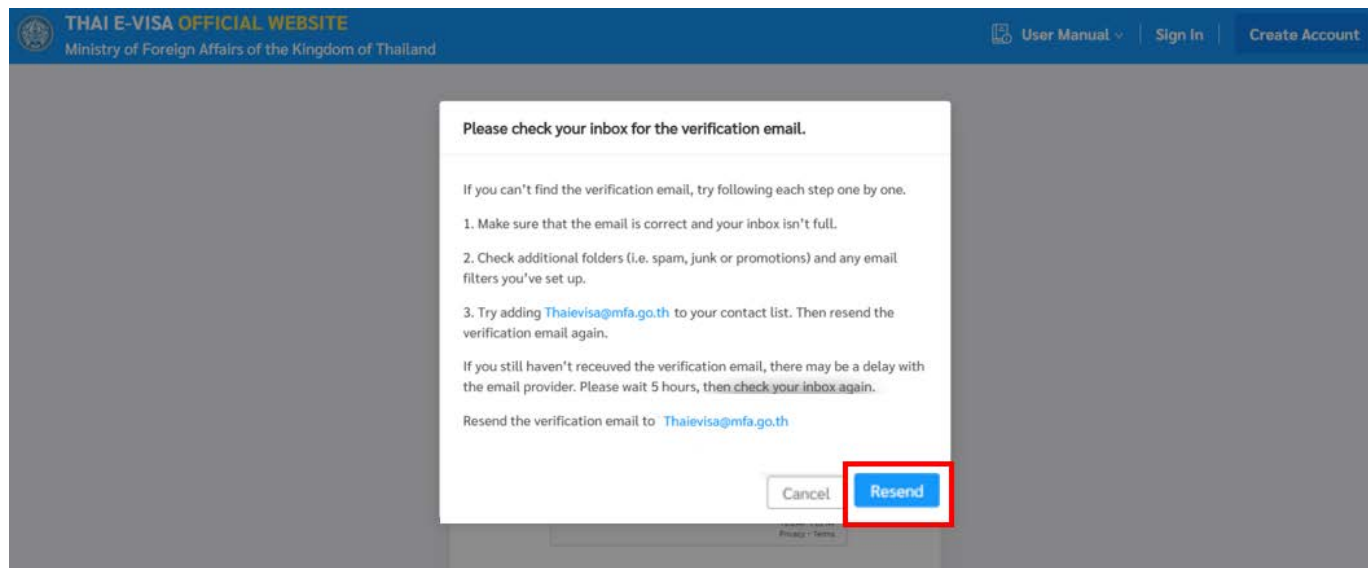 THAI E-VISA OFFICIAL WEBSITE
Ministry of Foreign Affairs of the Kingdom of Thailand
User Manual
Sign In
Create Account
Please check your inbox for the verification email.
If you can't find the verification email, try following each step one by one.
1. Make sure that the email is correct and your inbox isn't full.
2. Check additional folders (i.e. spam, junk or promotions) and any email
filters you've set up.
3. Try adding Thaievisa@mfa.go.th to your contact list. Then resend the
verification email again.
If you still haven't receuved the verification email, there may be a delay with
the email provider. Please wait 5 hours, then check your inbox again.
Resend the verification email to Thaievisa@mfa.go.th
Cancel
Resend
Privacy - Terms